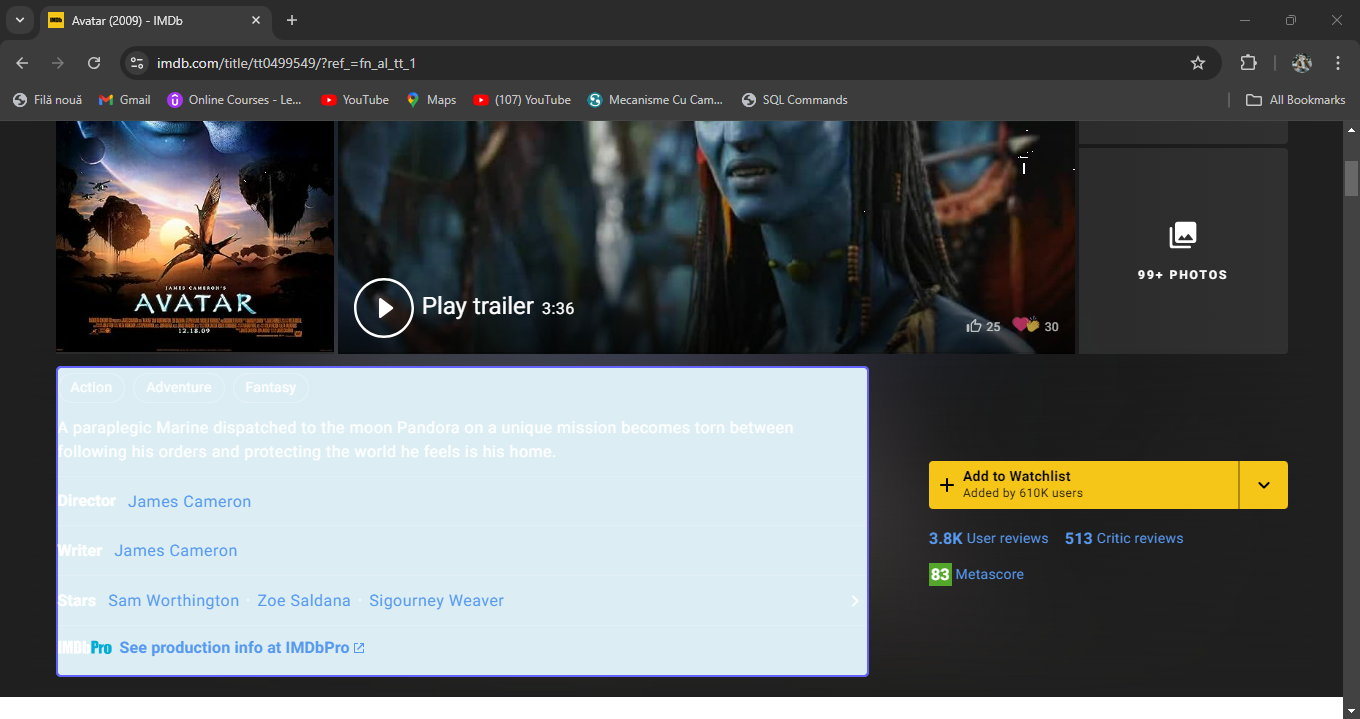 Avatar (2009) - IMDb
imdb.com/title/tt0499549/?ref_=fn_al_tt_1
Filă nouă
Gmail
Online Courses - Le...
YouTube
Maps
(107) YouTube
Mecanisme Cu Cam...
SQL Commands
All Bookmarks
JAMES CAMERON'S
AVATAR
12.18.09
Play trailer 3:36
25
30
99+ PHOTOS
Action
Adventure
Fantasy
A paraplegic Marine dispatched to the moon Pandora on a unique mission becomes torn between
following his orders and protecting the world he feels is his home.
Director James Cameron
Writer James Cameron
Stars Sam Worthington • Zoe Saldana • Sigourney Weaver
IMDbPro See production info at IMDbPro
Add to Watchlist
Added by 610K users
3.8K User reviews 513 Critic reviews
83 Metascore